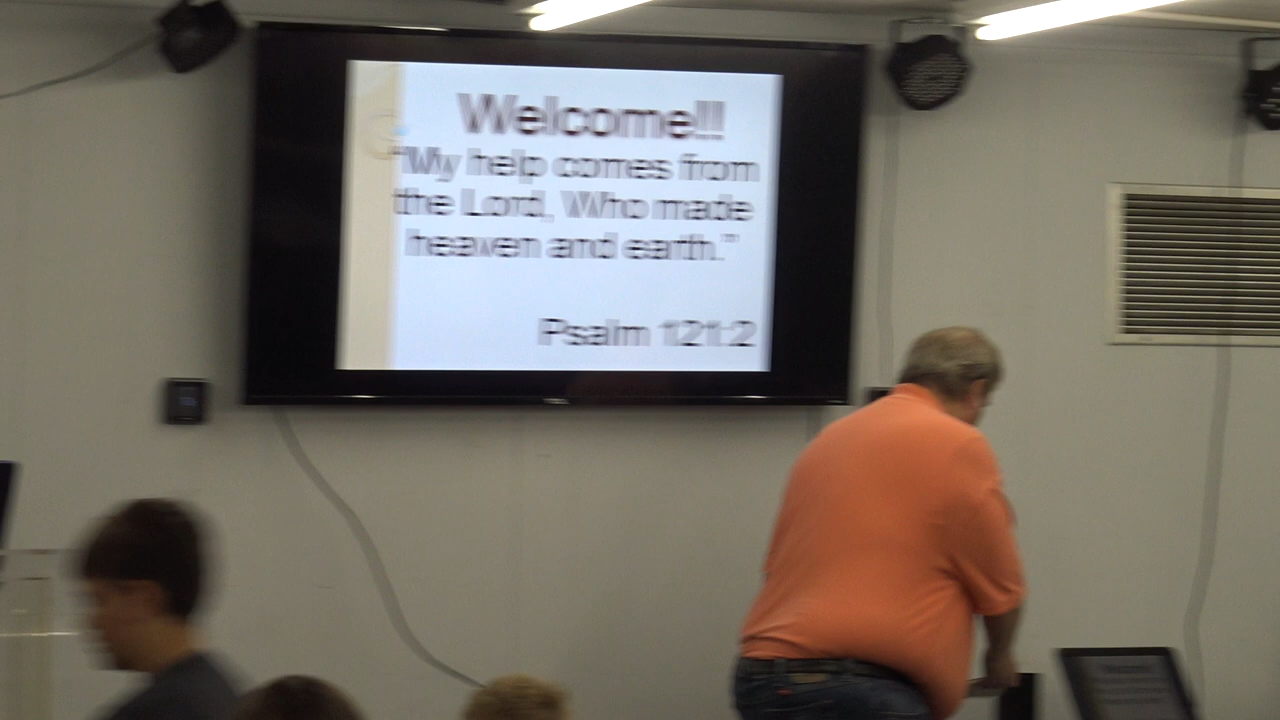 Welcome!!!
"My help comes from
the Lord, Who made
heaven and earth."
Psalm 121:2